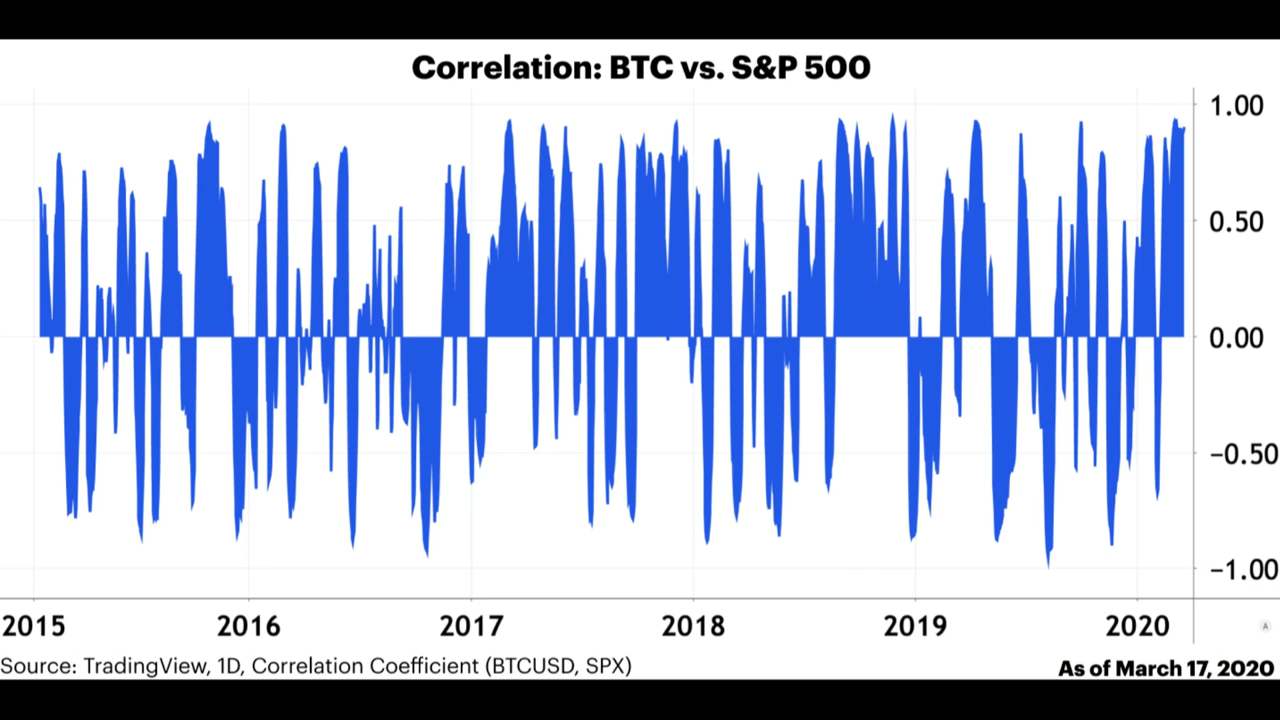 Correlation: BTC vs. S&P 500
1.00
0.50
0.00
−0.50
−1.00
2015 2016 2017 2018 2019 2020
A
Source: TradingView, 1D, Correlation Coefficient (BTCUSD, SPX)
As of March 17, 2020